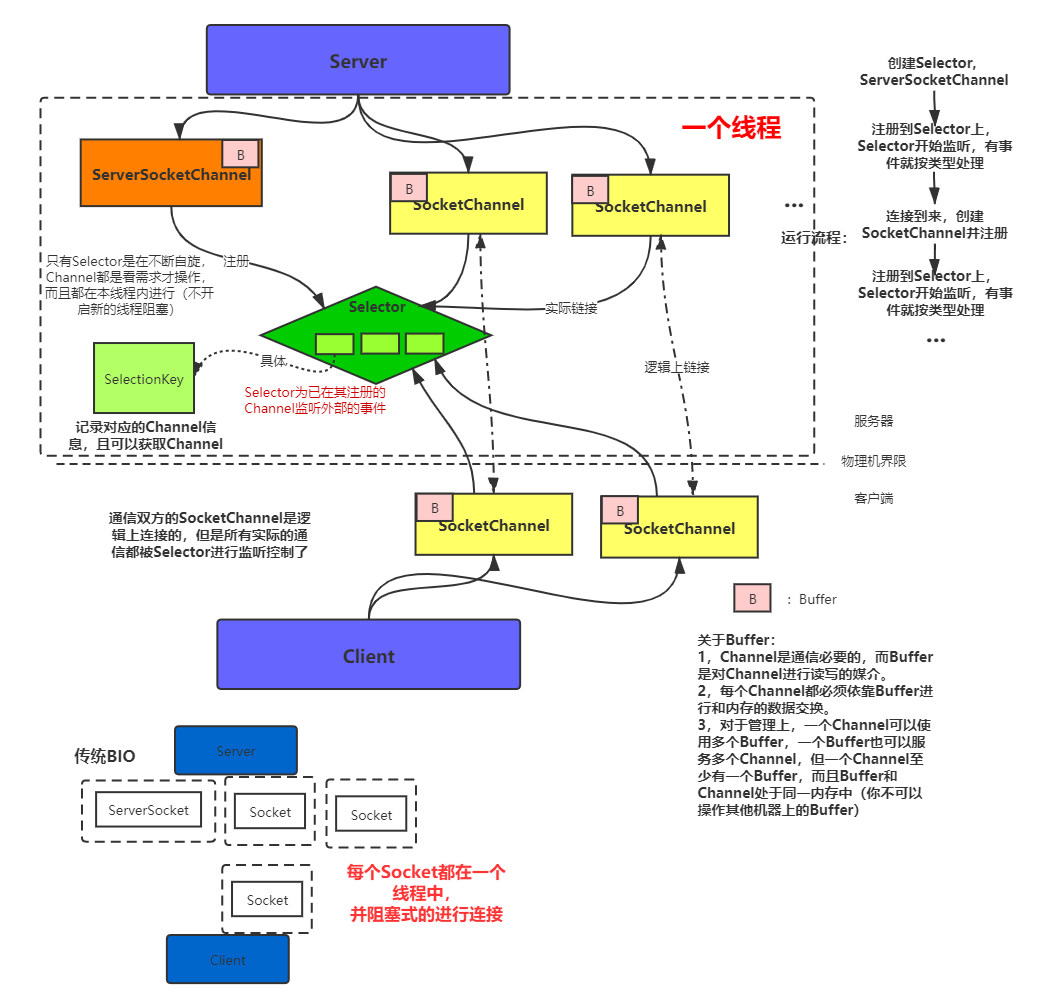 Server
一个线程
B
ServerSocketChannel
B
SocketChannel
B
SocketChannel
...
创建Selector,
ServerSocketChannel
注册到Selector上,
Selector开始监听，有事
件就按类型处理
连接到来，创建
SocketChannel并注册
运行流程：
注册到Selector上,
Selector开始监听，有事
件就按类型处理
...
只有Selector是在不断自旋，
Channel都是看需求才操作，
而且都在本线程内进行（不开
启新的线程阻塞）
注册
Selector
实际链接
具体
SelectionKey
Selector为已在其注册的
Channel监听外部的事件
逻辑上链接
记录对应的Channel信
息，且可以获取Channel
服务器
物理机界限
客户端
通信双方的SocketChannel是逻
辑上连接的，但是所有实际的通
信都被Selector进行监听控制了
B
SocketChannel
B
SocketChannel
B
：Buffer
Client
关于Buffer：
1，Channel是通信必要的，而Buffer
是对Channel进行读写的媒介。
2，每个Channel都必须依靠Buffer进
行和内存的数据交换。
3，对于管理上，一个Channel可以使
用多个Buffer，一个Buffer也可以服
务多个Channel，但一个Channel至
少有一个Buffer，而且Buffer和
Channel处于同一内存中（你不可以
操作其他机器上的Buffer）
传统BIO
Server
ServerSocket
Socket
Socket
Socket
每个Socket都在一个
线程中，
并阻塞式的进行连接
Client